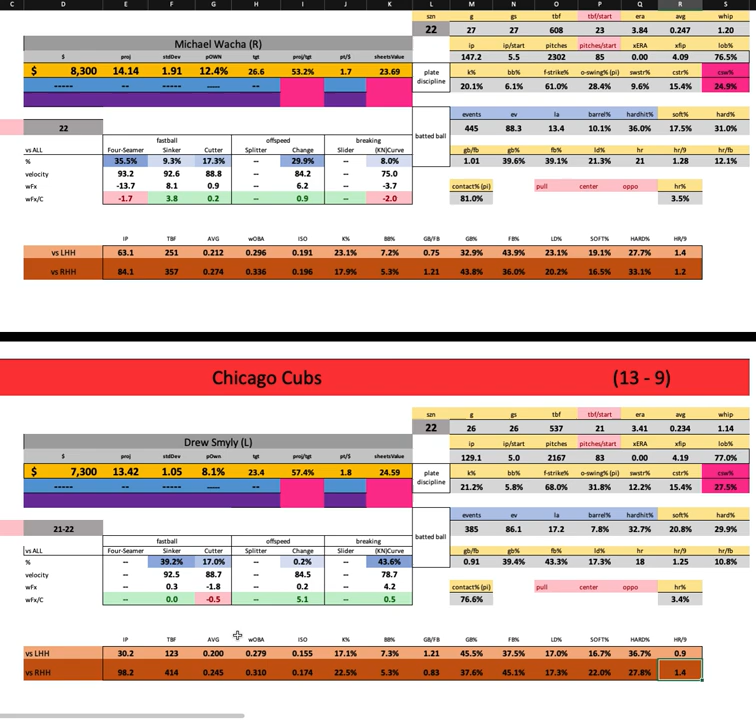 C D E F G H I J K L M N O P Q R S
szn g gs tbf tbf/start era avg whip
22 27 27 608 23 3.84 0.247 1.20
Michael Wacha (R)
ip ip/start pitches pitches/start xERA xfip lob%
147.2 5.5 2302 85 0.00 4.09 76.5%
$ proj stdDev pOWN tgt proj/tgt pt/$ sheetsValue
$ 8,300 14.14 1.91 12.4% 26.6 53.2% 1.7 23.69
plate discipline k% bb% f-strike% o-swing% (pi) swstr% cstr% csw%
----- -- ----- ---- --
20.1% 6.1% 61.0% 28.4% 9.6% 15.4% 24.9%
batted ball events ev la barrel% hardhit% soft% hard%
22 445 88.3 13.4 10.1% 36.0% 17.5% 31.0%
fastball offspeed breaking
vs ALL Four-Seamer Sinker Cutter Splitter Change Slider (KN)Curve
gb/fb gb% fb% ld% hr hr/9 hr/fb
% 35.5% 9.3% 17.3% -- 29.9% -- 8.0%
1.01 39.6% 39.1% 21.3% 21 1.28 12.1%
velocity 93.2 92.6 88.8 -- 84.2 -- 75.0
wFx -13.7 8.1 0.9 -- 6.2 -- -3.7
contact% (pi) pull center oppo hr%
wFx/C -1.7 3.8 0.2 -- 0.9 -- -2.0
81.0% 3.5%
IP TBF AVG wOBA ISO K% BB% GB/FB GB% FB% LD% SOFT% HARD% HR/9
vs LHH 63.1 251 0.212 0.296 0.191 23.1% 7.2% 0.75 32.9% 43.9% 23.1% 19.1% 27.7% 1.4
vs RHH 84.1 357 0.274 0.336 0.196 17.9% 5.3% 1.21 43.8% 36.0% 20.2% 16.5% 33.1% 1.2
Chicago Cubs (13 - 9)
szn g gs tbf tbf/start era avg whip
22 26 26 537 21 3.41 0.234 1.14
Drew Smyly (L)
ip ip/start pitches pitches/start xERA xfip lob%
129.1 5.0 2167 83 0.00 4.19 77.0%
$ proj stdDev pOwn tgt proj/tgt pt/$ sheetsValue
$ 7,300 13.42 1.05 8.1% 23.4 57.4% 1.8 24.59
plate discipline k% bb% f-strike% o-swing% (pi) swstr% cstr% csw%
----- -- ----- ---- --
21.2% 5.8% 68.0% 31.8% 12.2% 15.4% 27.5%
batted ball events ev la barrel% hardhit% soft% hard%
21-22 385 86.1 17.2 7.8% 32.7% 20.8% 29.9%
fastball offspeed breaking
vs ALL Four-Seamer Sinker Cutter Splitter Change Slider (KN)Curve
gb/fb gb% fb% ld% hr hr/9 hr/fb
% -- 39.2% 17.0% -- 0.2% -- 43.6%
0.91 39.4% 43.3% 17.3% 18 1.25 10.8%
velocity -- 92.5 88.7 -- 84.5 -- 78.7
wFx -- 0.3 -1.8 -- 0.2 -- 4.2
contact% (pi) pull center oppo hr%
wFx/C -- 0.0 -0.5 -- 5.1 -- 0.5
76.6% 3.4%
IP TBF AVG wOBA ISO K% BB% GB/FB GB% FB% LD% SOFT% HARD% HR/9
vs LHH 30.2 123 0.200 0.279 0.155 17.1% 7.3% 1.21 45.5% 37.5% 17.0% 16.7% 36.7% 0.9
vs RHH 98.2 414 0.245 0.310 0.174 22.5% 5.3% 0.83 37.6% 45.1% 17.3% 22.0% 27.8% 1.4